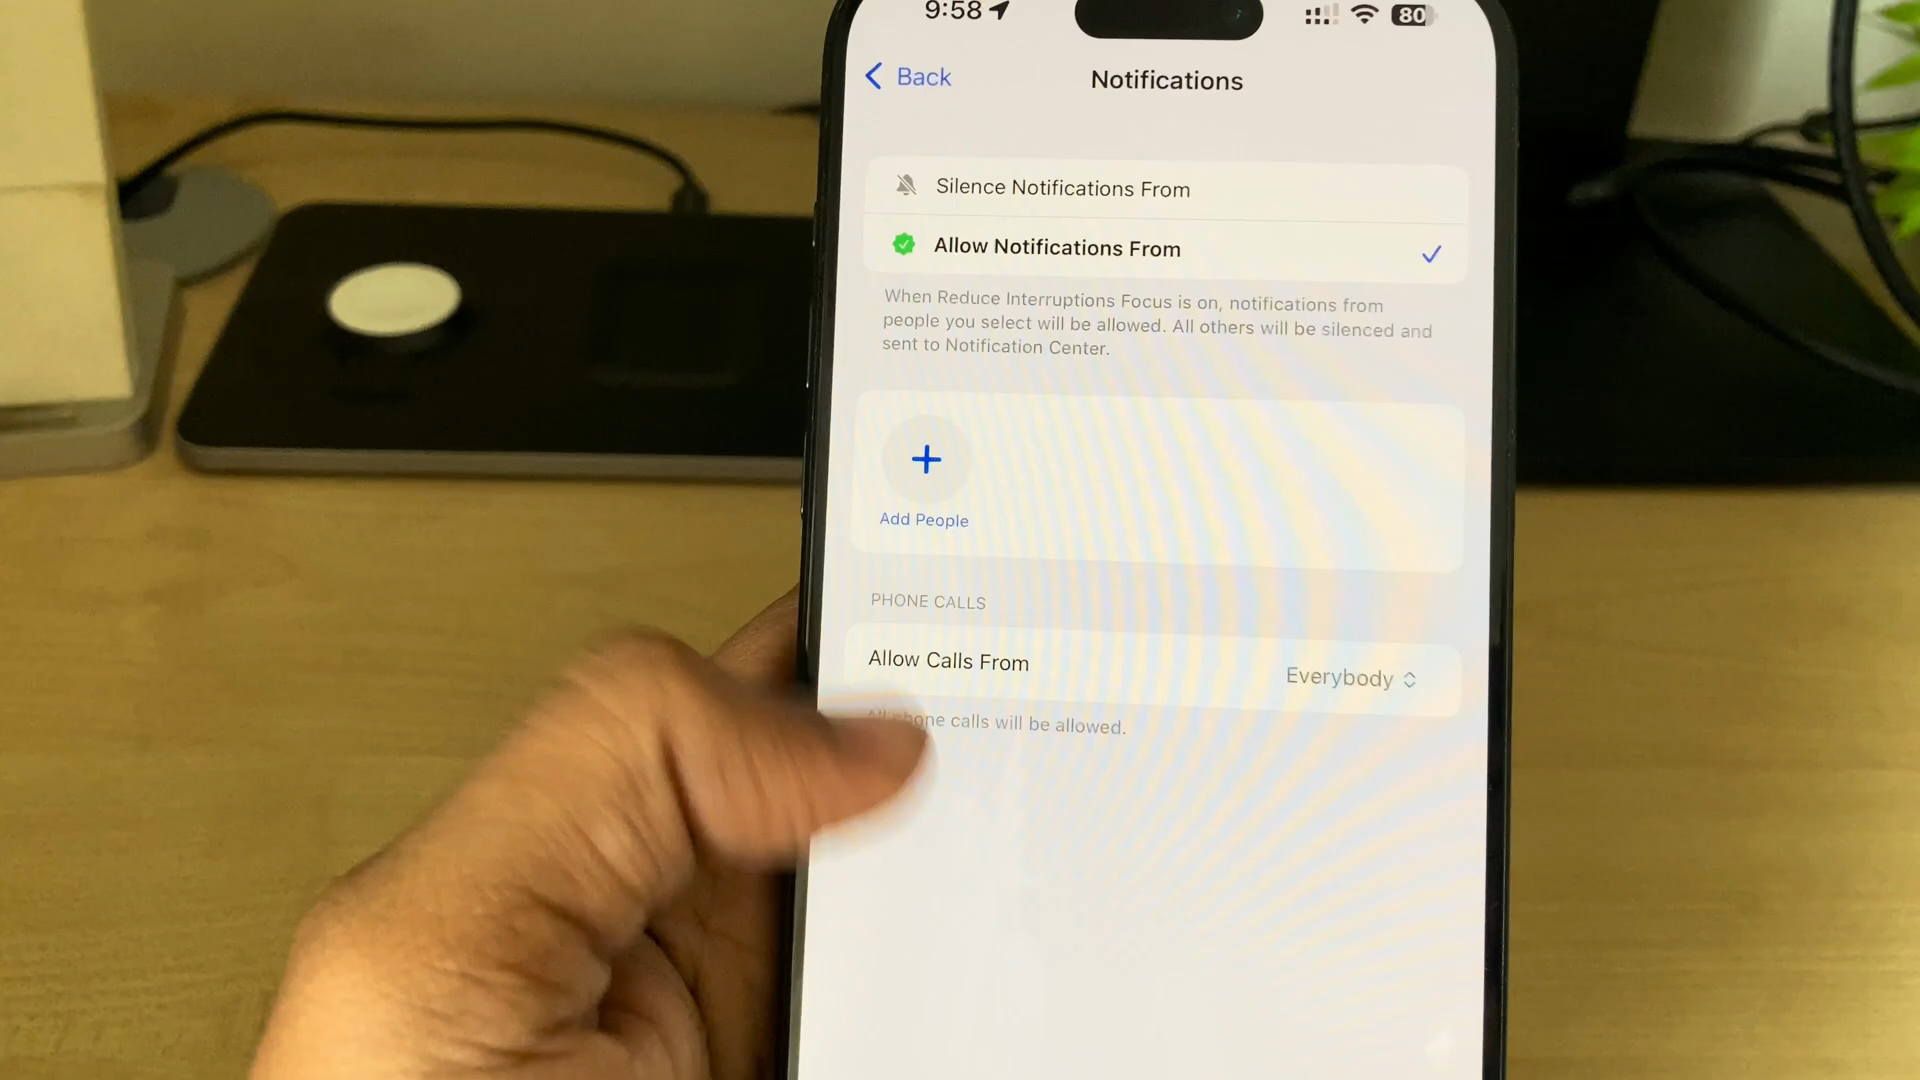 9:58
80
Back
Notifications
Silence Notifications From
Allow Notifications From
When Reduce Interruptions Focus is on, notifications from
people you select will be allowed. All others will be silenced and
sent to Notification Center.
Add People
PHONE CALLS
Allow Calls From
Everybody
All phone calls will be allowed.